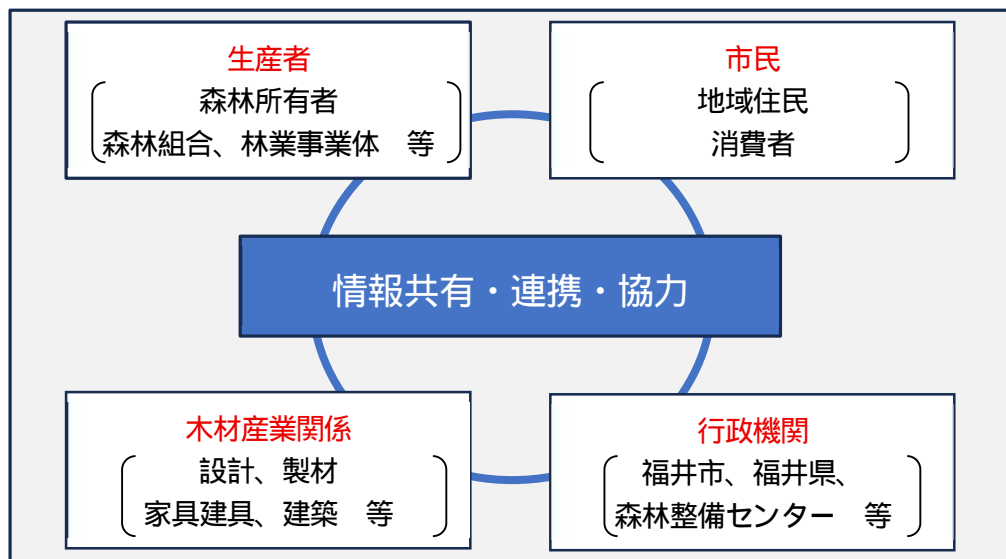 生産者
森林所有者
森林組合、林業事業体　等
市民
地域住民
消費者
情報共有・連携・協力
木材産業関係
設計、製材
家具建具、建築　等
行政機関
福井市、福井県、
森林整備センター　等